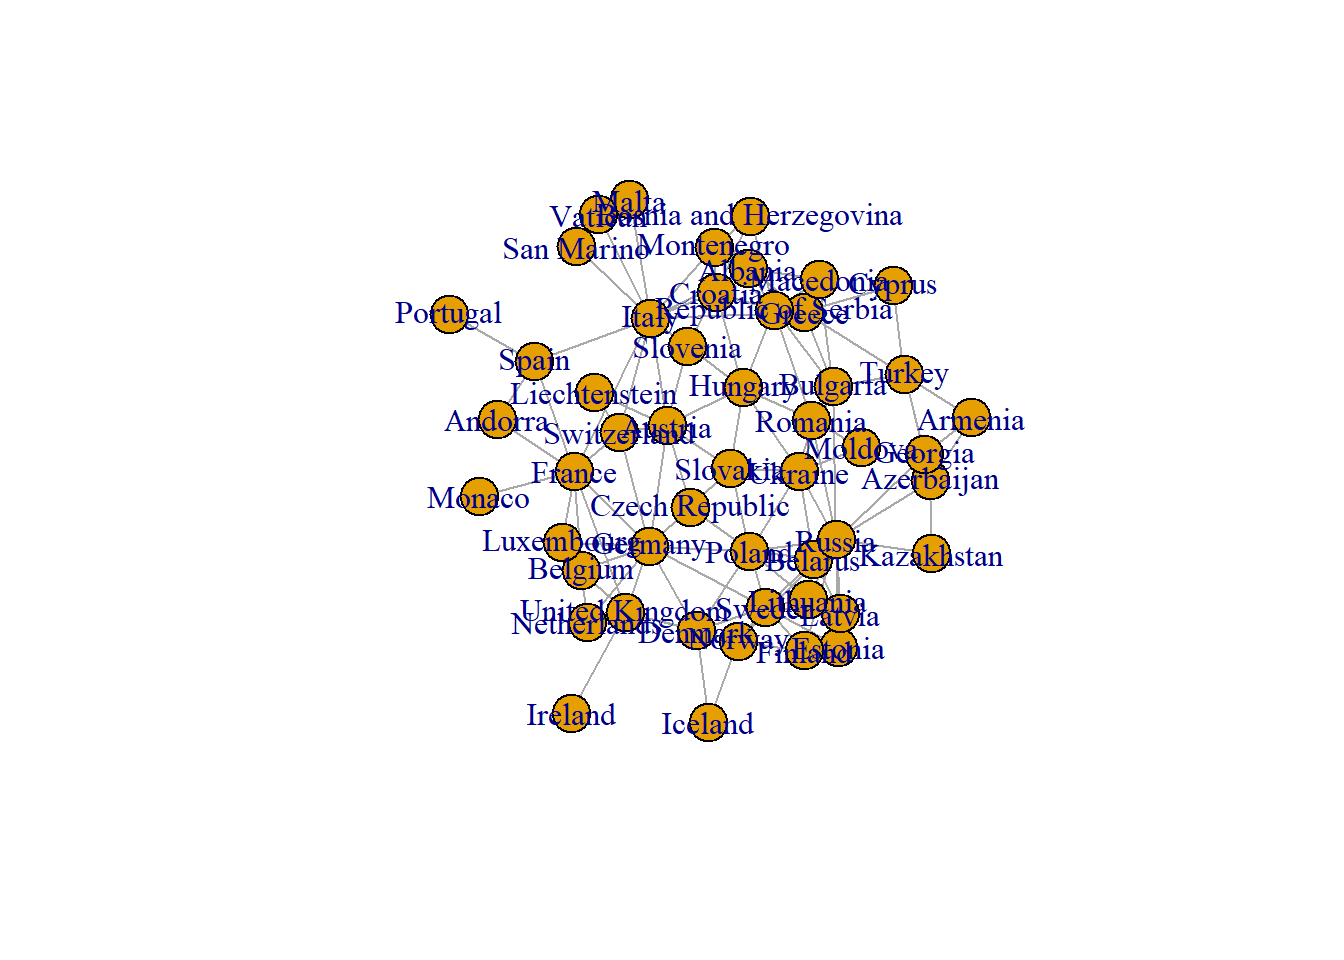 Malta
Vatican
Bosnia and Herzegovina
San Marino
Montenegro
Albania
Macedonia
Cyprus
Croatia
Portugal
Italy
Republic of Serbia
Greece
Slovenia
Spain
Turkey
Liechtenstein
Hungary
Bulgaria
Andorra
Switzerland
Austria
Romania
Armenia
Moldova
Georgia
France
Slovakia
Ukraine
Azerbaijan
Monaco
Czech Republic
Luxembourg
Germany
Poland
Russia
Belarus
Kazakhstan
Belgium
United Kingdom
Sweden
Lithuania
Latvia
Netherlands
Denmark
Norway
Finland
Estonia
Ireland
Iceland